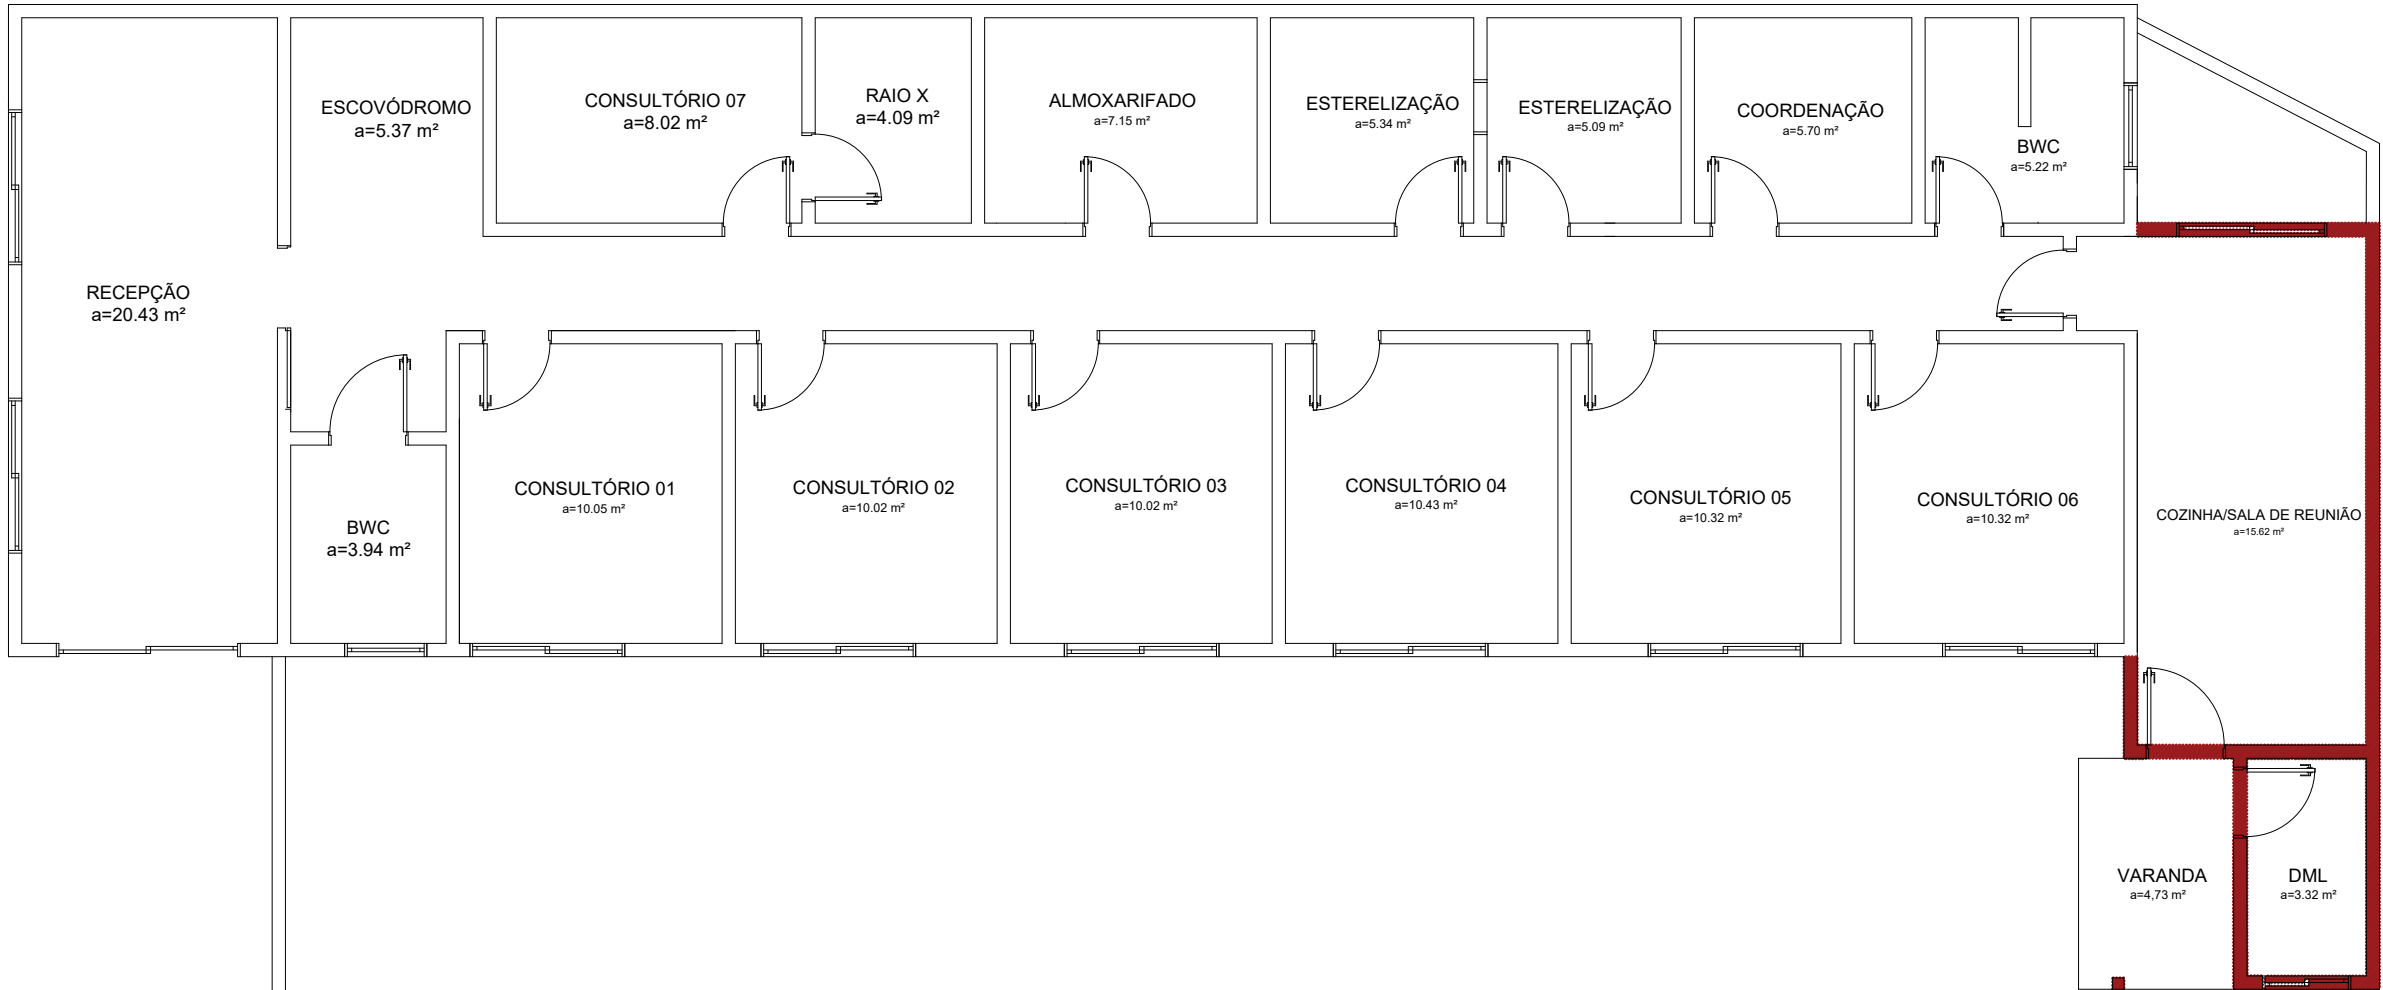 ESCOVÓDROMO
a=5.37 m²
CONSULTÓRIO 07
a=8.02 m²
RAIO X
a=4.09 m²
ALMOXARIFADO
a=7.15 m²
ESTERELIZAÇÃO
a=5.34 m²
ESTERELIZAÇÃO
a=5.09 m²
COORDENAÇÃO
a=5.70 m²
BWC
a=5.22 m²
RECEPÇÃO
a=20.43 m²
BWC
a=3.94 m²
CONSULTÓRIO 01
a=10.05 m²
CONSULTÓRIO 02
a=10.02 m²
CONSULTÓRIO 03
a=10.02 m²
CONSULTÓRIO 04
a=10.43 m²
CONSULTÓRIO 05
a=10.32 m²
CONSULTÓRIO 06
a=10.32 m²
COZINHA/SALA DE REUNIÃO
a=15.62 m²
VARANDA
a=4,73 m²
DML
a=3.32 m²